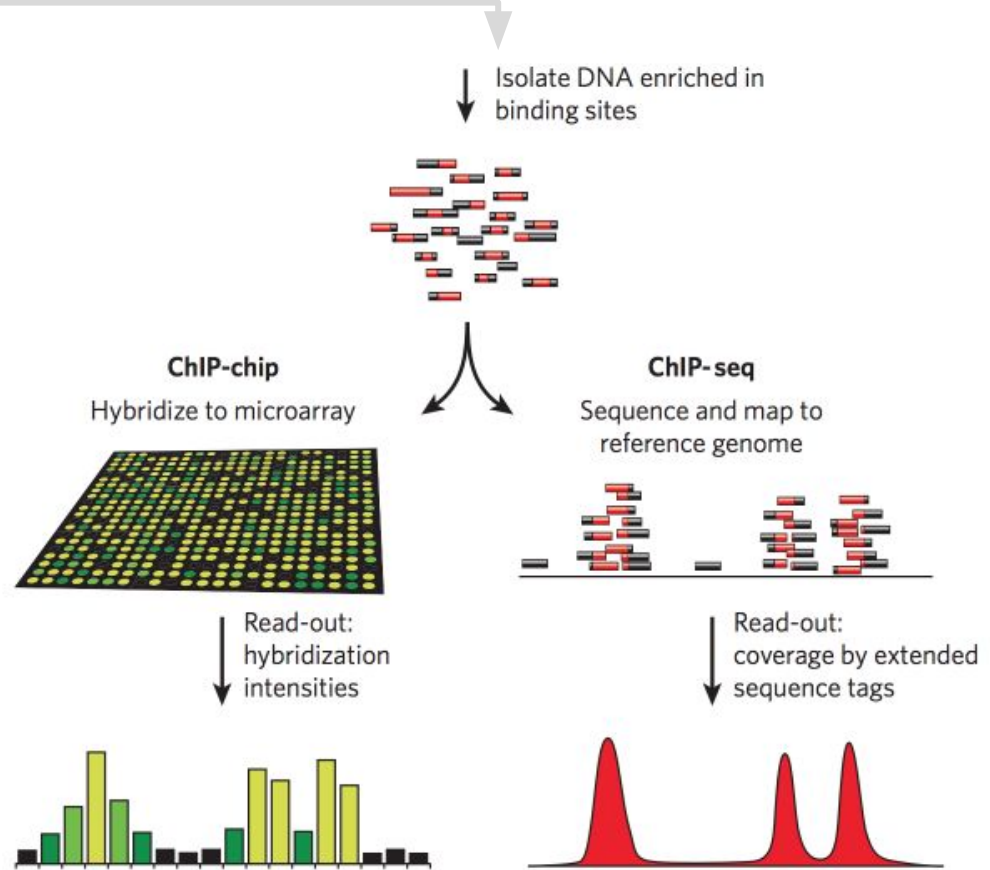 Isolate DNA enriched in
binding sites
ChIP-chip
Hybridize to microarray
ChIP-seq
Sequence and map to
reference genome
Read-out:
hybridization
intensities
Read-out:
coverage by extended
sequence tags